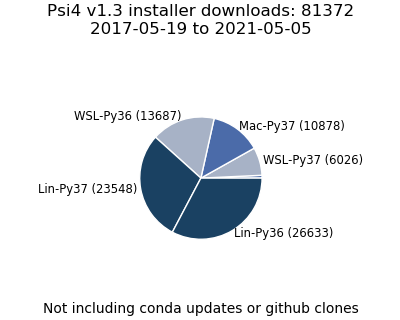 Psi4 v1.3 installer downloads: 81372
2017-05-19 to 2021-05-05
WSL-Py36 (13687)
Mac-Py37 (10878)
WSL-Py37 (6026)
Lin-Py37 (23548)
Lin-Py36 (26633)
Not including conda updates or github clones